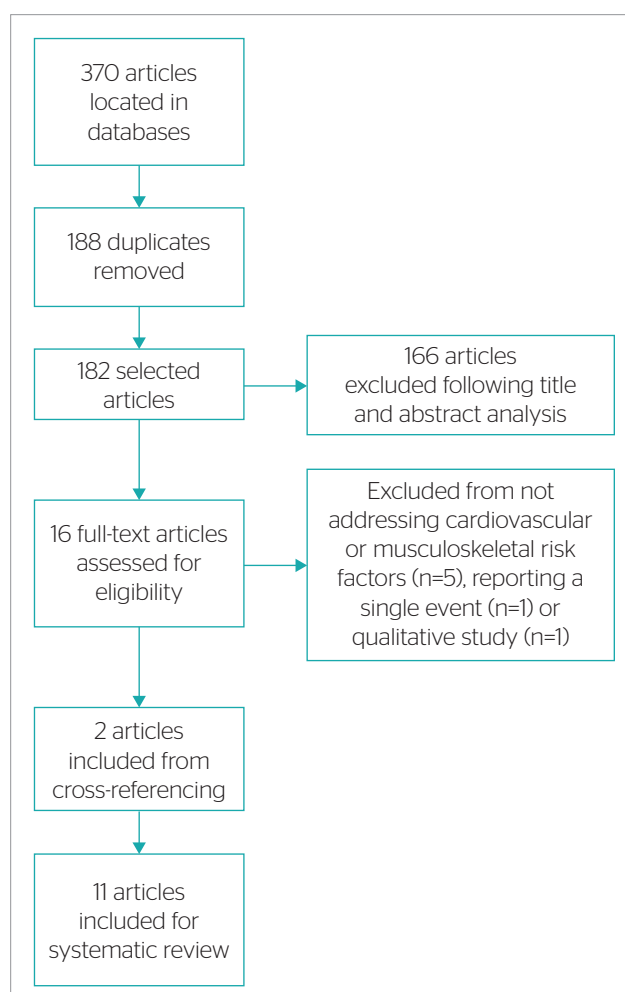 370 articles
located in
databases
188 duplicates
removed
182 selected
articles
166 articles
excluded following title
and abstract analysis
16 full-text articles
assessed for
eligibility
Excluded from not
addressing cardiovascular
or musculoskeletal risk
factors (n=5), reporting a
single event (n=1) or
qualitative study (n=1)
2 articles
included from
cross-referencing
11 articles
included for
systematic review